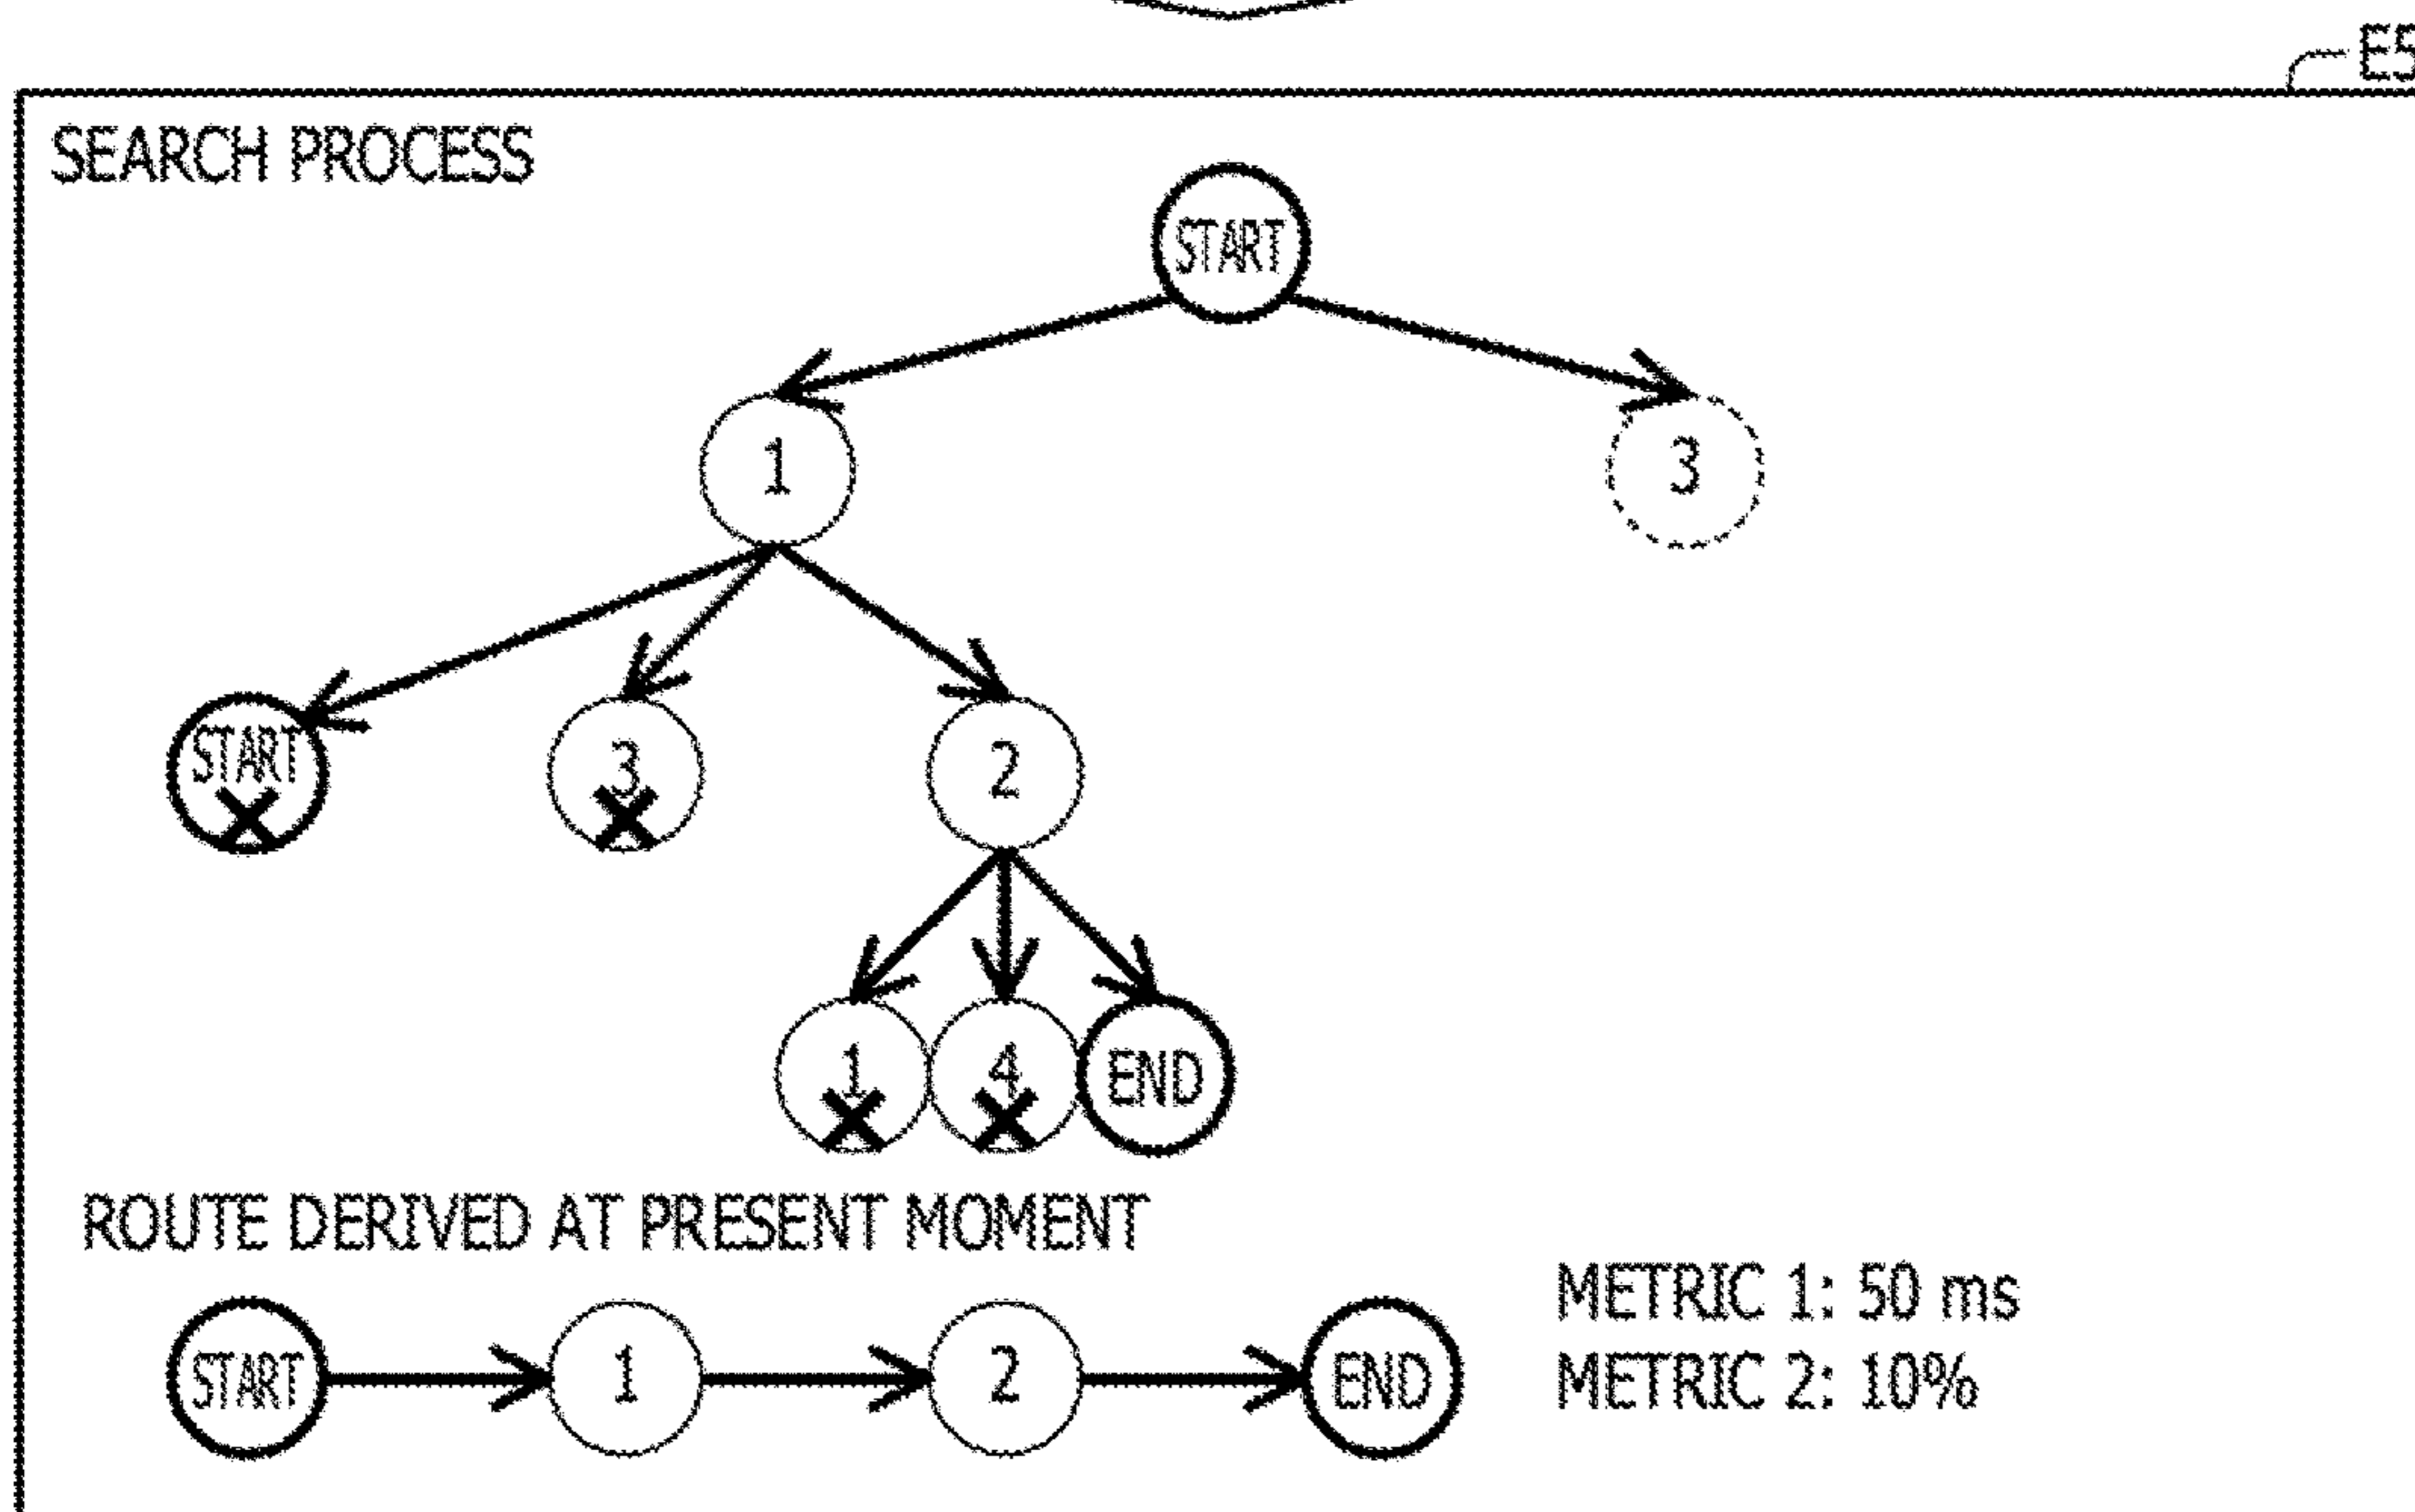 E5
SEARCH PROCESS
START
1
3
START
3
2
1
4
END
ROUTE DERIVED AT PRESENT MOMENT
START
1
2
END
METRIC 1: 50 ms
METRIC 2: 10%